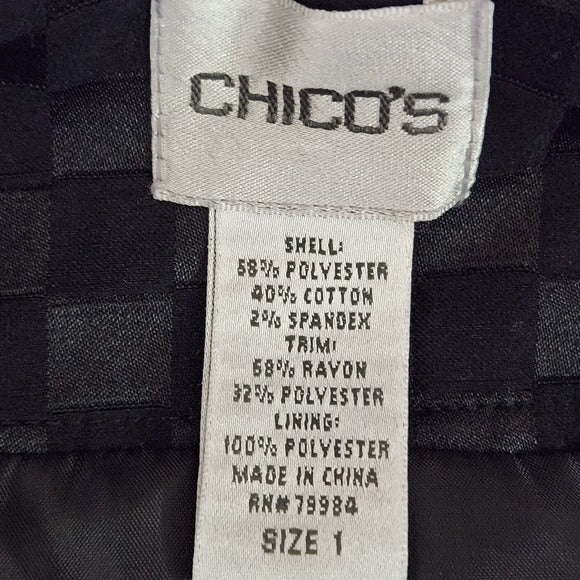 CHICO'S
SHELL:
58% POLYESTER
40% COTTON
2% SPANDEX
TRIM:
68% RAYON
32% POLYESTER
LINING:
100% POLYESTER
MADE IN CHINA
RN# 79984
SIZE 1